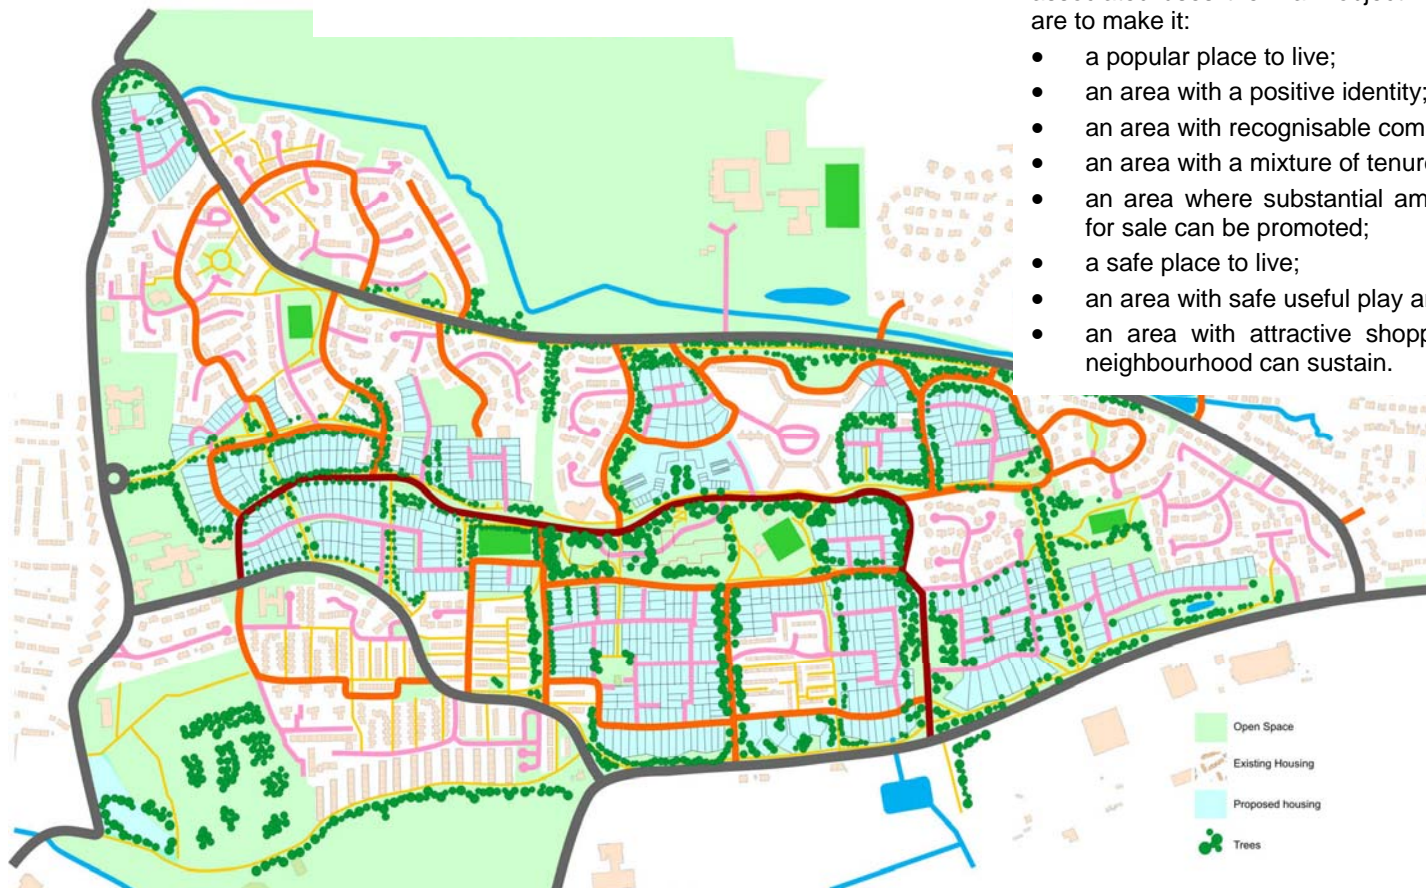 are to make it:
• a popular place to live;
• an area with a positive identity;
• an area with recognisable com
• an area with a mixture of tenure
• an area where substantial am
for sale can be promoted;
• a safe place to live;
• an area with safe useful play a
• an area with attractive shopp
neighbourhood can sustain.
Open Space
Existing Housing
Proposed housing
Trees